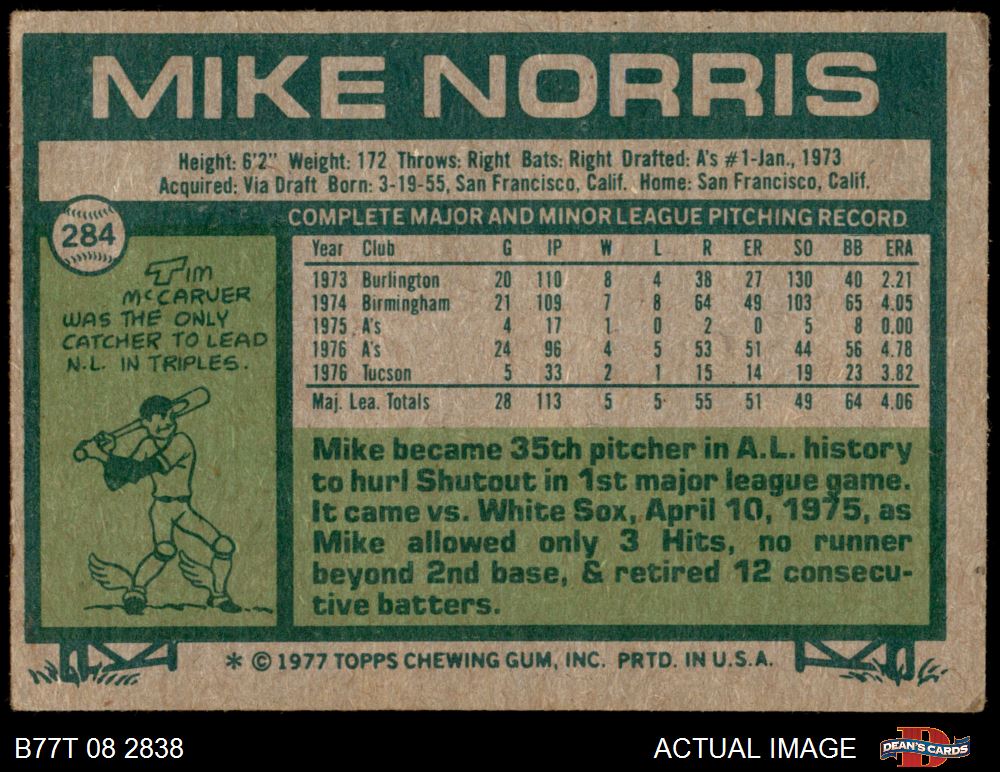 MIKE NORRIS
Height: 6'2" Weight: 172 Throws: Right Bats: Right Drafted: A's #1-Jan., 1973
Acquired: Via Draft Born: 3-19-55, San Francisco, Calif. Home: San Francisco, Calif.
284
COMPLETE MAJOR AND MINOR LEAGUE PITCHING RECORD
Year Club G IP W L R ER SO BB ERA
1973 Burlington 20 110 8 4 38 27 130 40 2.21
1974 Birmingham 21 109 7 8 64 49 103 65 4.05
1975 A's 4 17 1 0 2 0 5 8 0.00
1976 A's 24 96 4 5 53 51 44 56 4.78
1976 Tucson 5 33 2 1 15 14 19 23 3.82
Maj. Lea. Totals 28 113 5 5 55 51 49 64 4.06
TIM
McCARVER
WAS THE ONLY
CATCHER TO LEAD
N.L. IN TRIPLES.
Mike became 35th pitcher in A.L. history
to hurl Shutout in 1st major league game.
It came vs. White Sox, April 10, 1975, as
Mike allowed only 3 Hits, no runner
beyond 2nd base, & retired 12 consecu-
tive batters.
* © 1977 TOPPS CHEWING GUM, INC. PRTD. IN U.S.A.
B77T 08 2838
ACTUAL IMAGE
DEAN'S CARDS